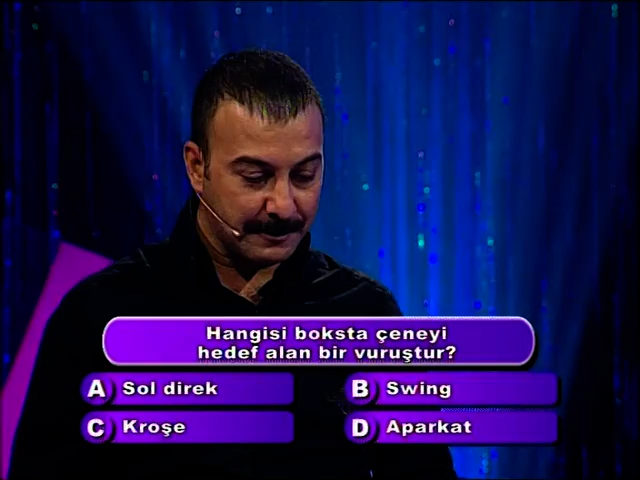 Hangisi boksta çeneyi
hedef alan bir vuruştur?
A Sol direk
B Swing
C Kroşe
D Aparkat